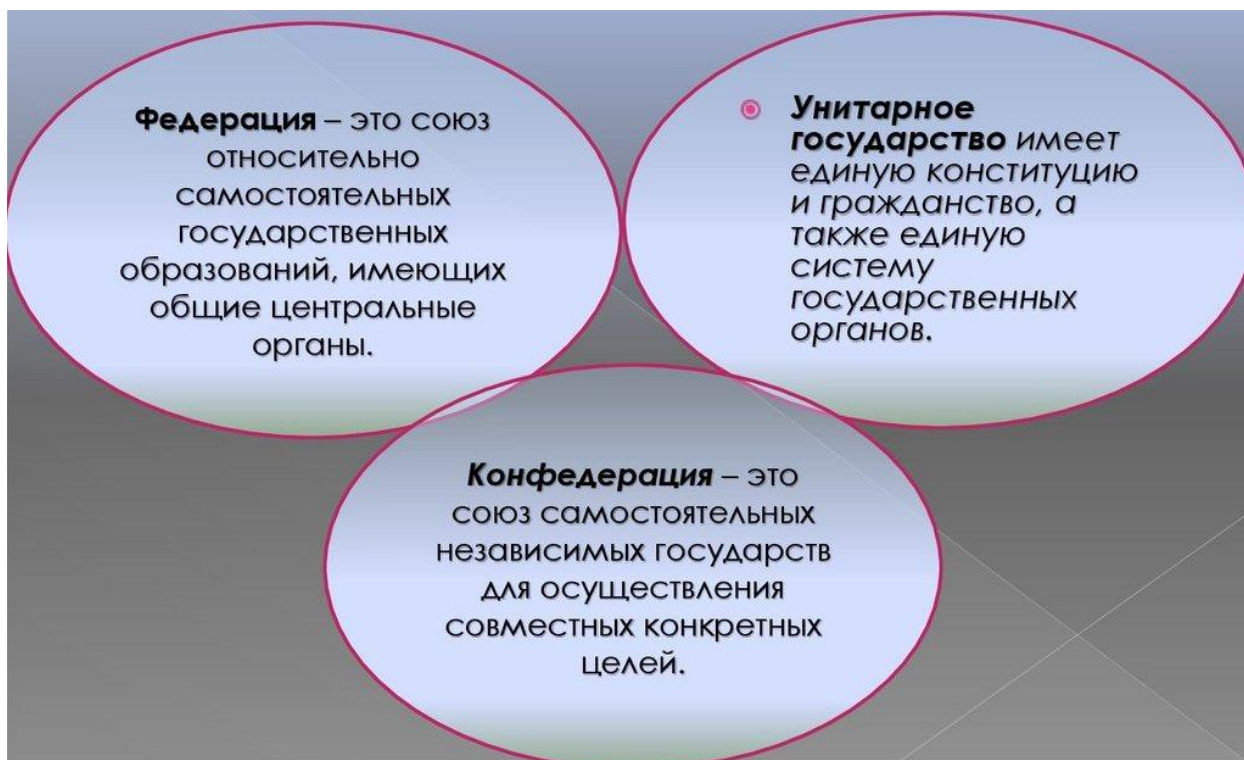 Федерация – это союз
относительно
самостоятельных
государственных
образований, имеющих
общие центральные
органы.
Унитарное
государство имеет
единую конституцию
и гражданство, а
также единую
систему
государственных
органов.
Конфедерация – это
союз самостоятельных
независимых государств
для осуществления
совместных конкретных
целей.